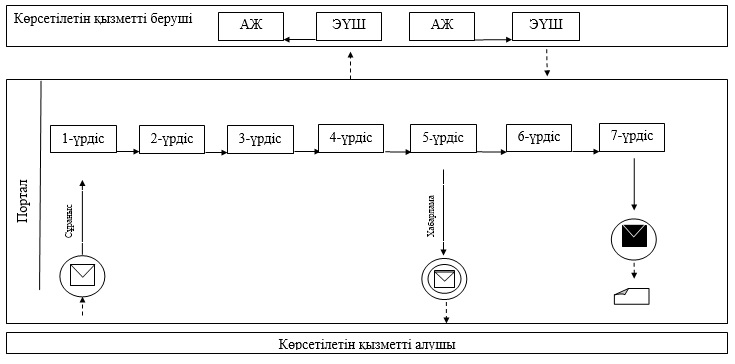 Көрсетілетін қызметті беруші
АЖ
ЭҮШ
АЖ
ЭҮШ
Портал
1-үрдіс
2-үрдіс
3-үрдіс
4-үрдіс
5-үрдіс
6-үрдіс
7-үрдіс
Сұраныс
Хабарлама
Көрсетілетін қызметті алушы